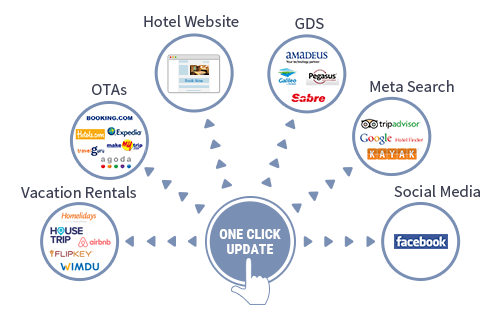 Hotel Website
GDS
amadeus
Your technology partner
Galileo
Pegasus
Sabre
OTAs
BOOKING.COM
Hotels.com
Expedia
travelguru
make my trip
agoda
Meta Search
tripadvisor
Google Hotel Finder
KAYAK
Vacation Rentals
Homelidays
HOUSE
TRIP
airbnb
FLIPKEY
WIMDU
Social Media
facebook
ONE CLICK
UPDATE